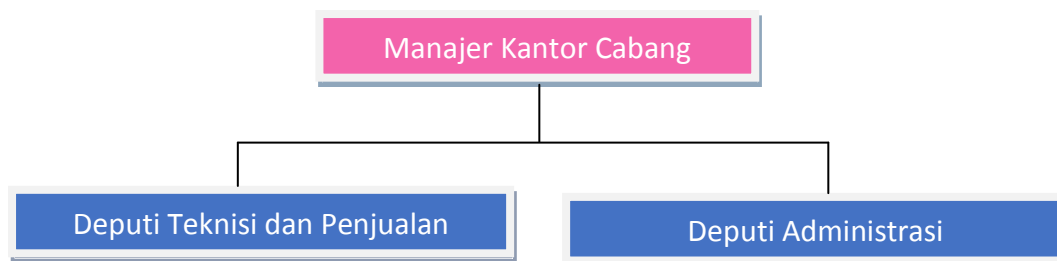 Manajer Kantor Cabang
Deputi Teknisi dan Penjualan
Deputi Administrasi